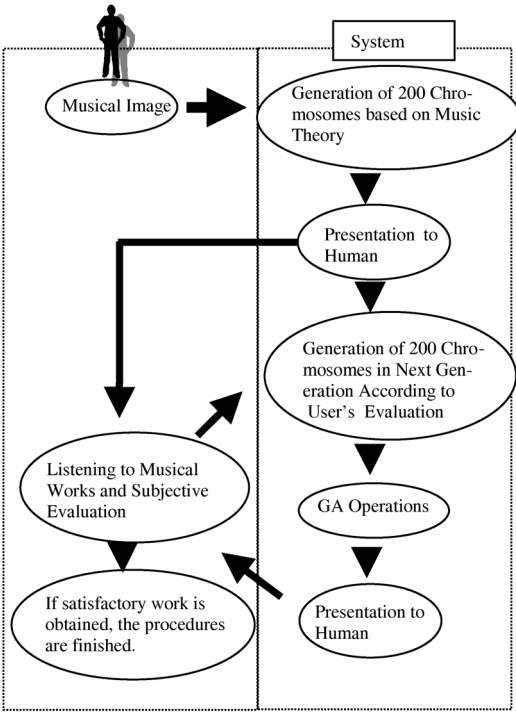 System
Musical Image
Generation of 200 Chro-
mosomes based on Music
Theory
Presentation to
Human
Generation of 200 Chro-
mosomes in Next Gen-
eration According to
User's Evaluation
Listening to Musical
Works and Subjective
Evaluation
GA Operations
If satisfactory work is
obtained, the procedures
are finished.
Presentation to
Human